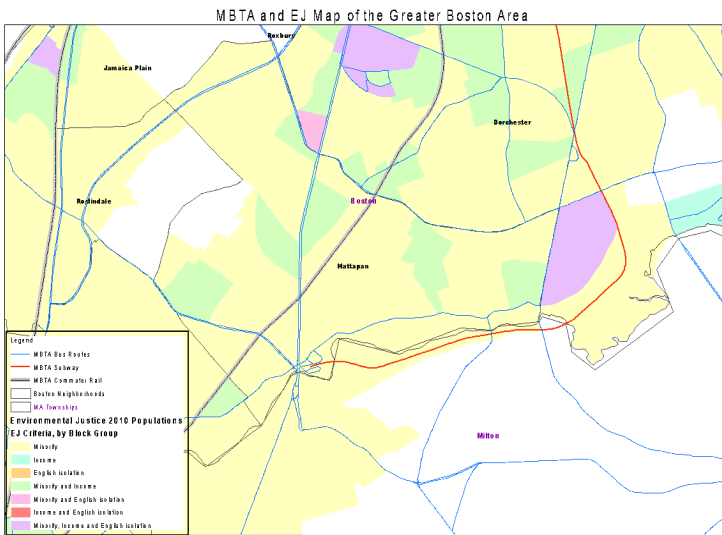 MBTA and EJ Map of the Greater Boston Area
Roxbury
Jamaica Plain
Dorchester
Roslindale
Boston
Mattapan
Milton
Legend
MBTA Bus Routes
MBTA Subway
MBTA Commuter Rail
Boston Neighborhoods
MA Townships
Environmental Justice 2010 Populations
EJ Criteria, by Block Group
Minority
Income
English isolation
Minority and Income
Minority and English isolation
Income and English isolation
Minority, Income and English isolation